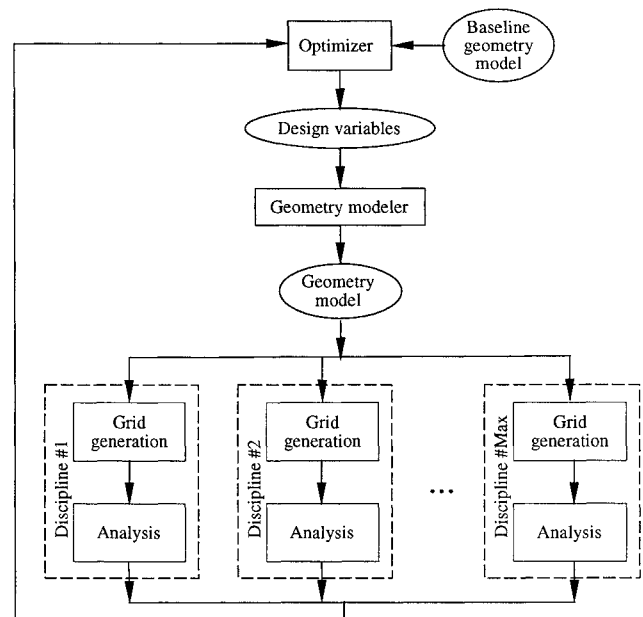 Optimizer
Baseline
geometry
model
Design variables
Geometry modeler
Geometry
model
Discipline #1
Grid
generation
Analysis
Discipline #2
Grid
generation
Analysis
...
Discipline #Max
Grid
generation
Analysis